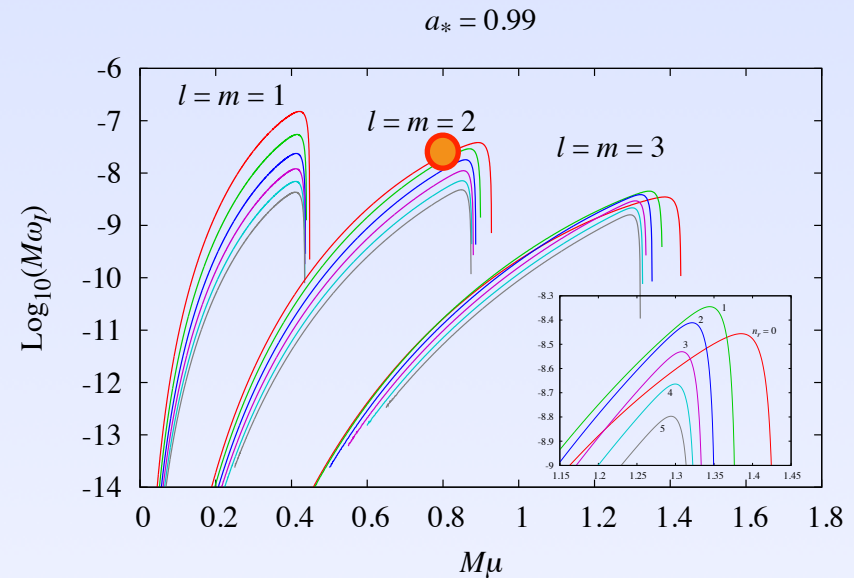 a* = 0.99
Log10(MωI)
-6
-7
-8
-9
-10
-11
-12
-13
-14
l = m = 1
l = m = 2
l = m = 3
-8.3
-8.4
-8.5
-8.6
-8.7
-8.8
-8.9
-9
1
2
nr = 0
3
4
5
1.15 1.2 1.25 1.3 1.35 1.4 1.45
0 0.2 0.4 0.6 0.8 1 1.2 1.4 1.6 1.8
Mμ